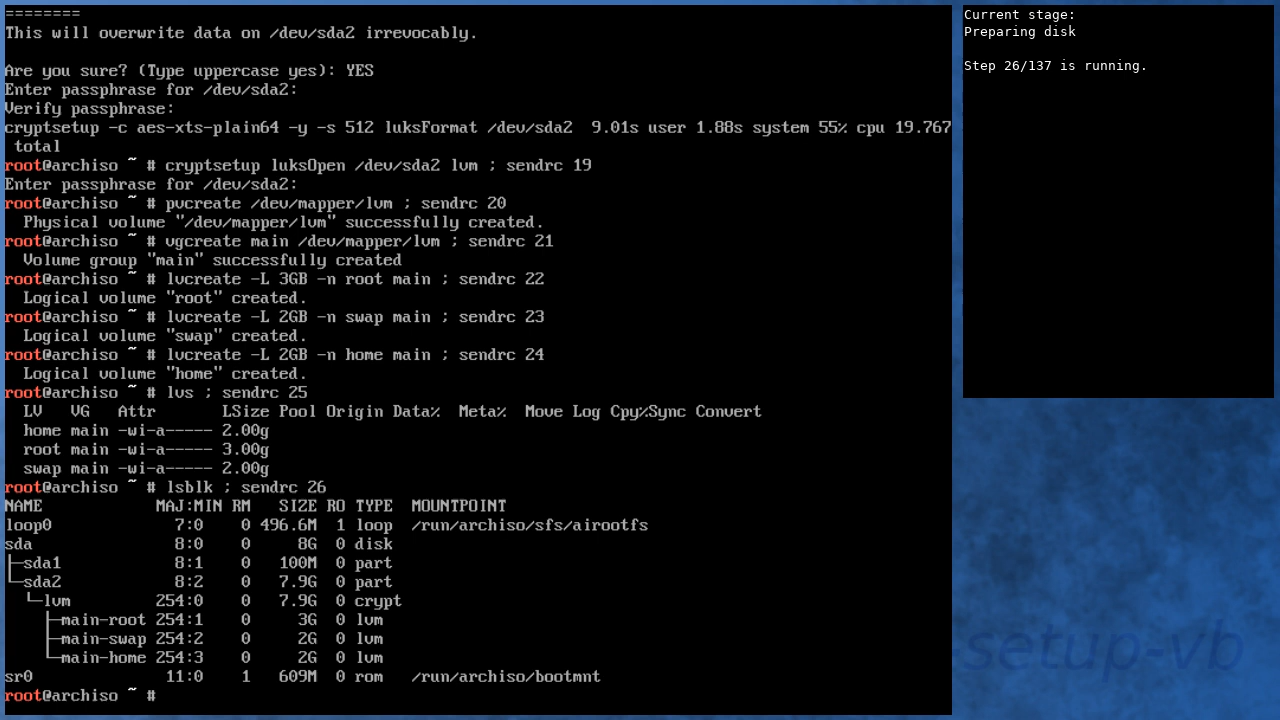 ========
This will overwrite data on /dev/sda2 irrevocably.
Are you sure? (Type uppercase yes): YES
Enter passphrase for /dev/sda2:
Verify passphrase:
cryptsetup -c aes-xts-plain64 -y -s 512 luksFormat /dev/sda2  9.01s user 1.88s system 55% cpu 19.767
 total
root@archiso ~ # cryptsetup luksOpen /dev/sda2 lvm ; sendrc 19
Enter passphrase for /dev/sda2:
root@archiso ~ # pvcreate /dev/mapper/lvm ; sendrc 20
  Physical volume "/dev/mapper/lvm" successfully created.
root@archiso ~ # vgcreate main /dev/mapper/lvm ; sendrc 21
  Volume group "main" successfully created
root@archiso ~ # lvcreate -L 3GB -n root main ; sendrc 22
  Logical volume "root" created.
root@archiso ~ # lvcreate -L 2GB -n swap main ; sendrc 23
  Logical volume "swap" created.
root@archiso ~ # lvcreate -L 2GB -n home main ; sendrc 24
  Logical volume "home" created.
root@archiso ~ # lvs ; sendrc 25
  LV   VG   Attr       LSize Pool Origin Data%  Meta%  Move Log Cpy%Sync Convert
  home main -wi-a----- 2.00g
  root main -wi-a----- 3.00g
  swap main -wi-a----- 2.00g
root@archiso ~ # lsblk ; sendrc 26
NAME            MAJ:MIN RM   SIZE RO TYPE  MOUNTPOINT
loop0             7:0    0 496.6M  1 loop  /run/archiso/sfs/airootfs
sda               8:0    0     8G  0 disk
├─sda1            8:1    0   100M  0 part
└─sda2            8:2    0   7.9G  0 part
  └─lvm         254:0    0   7.9G  0 crypt
    ├─main-root 254:1    0     3G  0 lvm
    ├─main-swap 254:2    0     2G  0 lvm
    └─main-home 254:3    0     2G  0 lvm
sr0              11:0    1   609M  0 rom   /run/archiso/bootmnt
root@archiso ~ #
Current stage:
Preparing disk
Step 26/137 is running.
-setup-vb